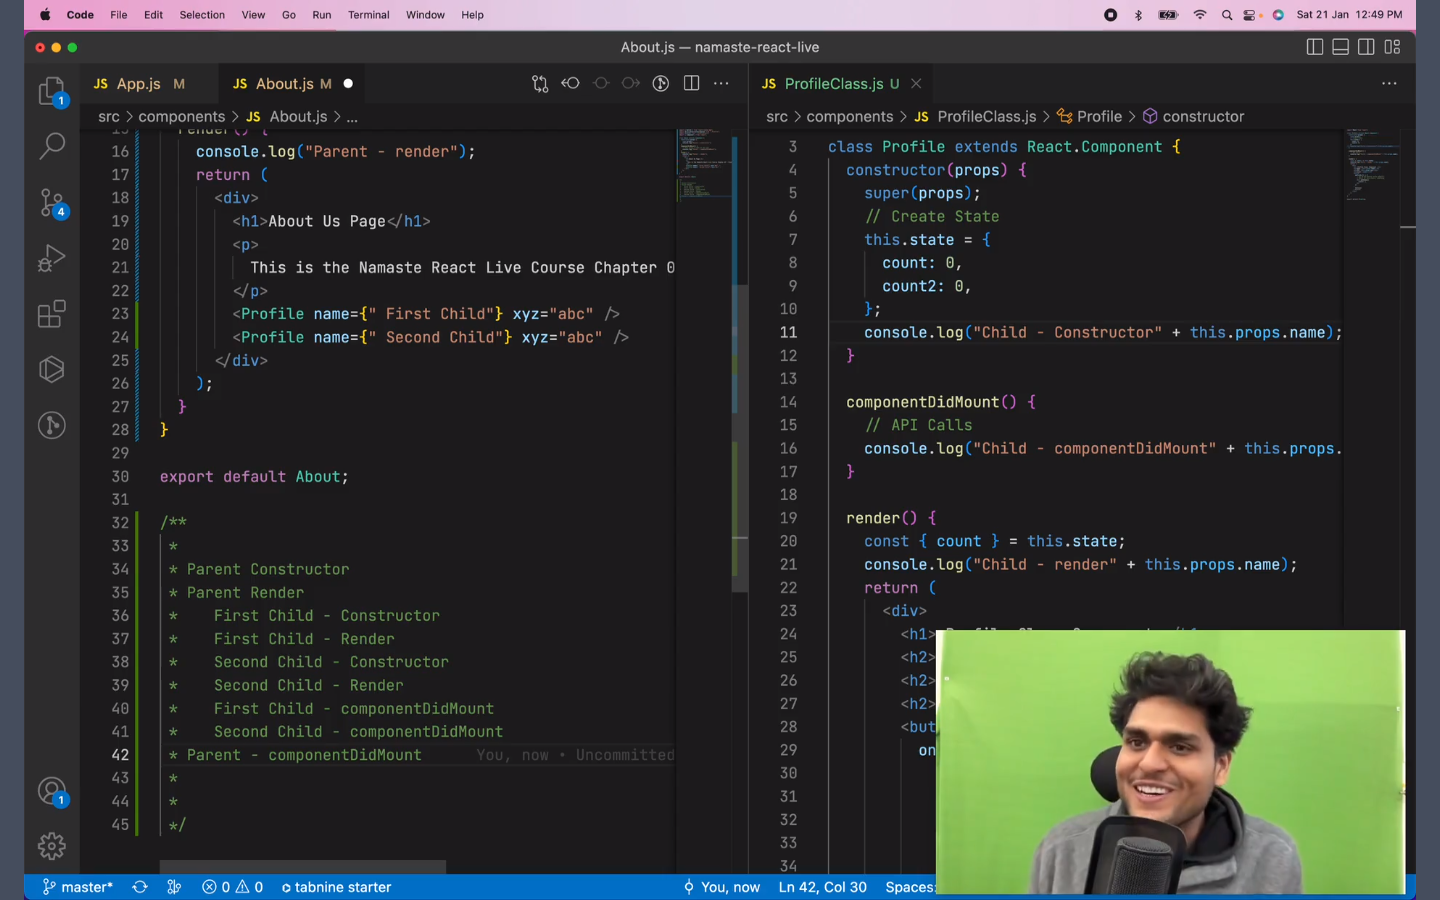 Code File Edit Selection View Go Run Terminal Window Help Sat 21 Jan 12:49 PM
About.js — namaste-react-live
JS App.js M JS About.js M
src > components > JS About.js > ...
15 render() {
16 console.log("Parent - render");
17 return (
18 <div>
19 <h1>About Us Page</h1>
20 <p>
21 This is the Namaste React Live Course Chapter 0
22 </p>
23 <Profile name={" First Child"} xyz="abc" />
24 <Profile name={" Second Child"} xyz="abc" />
25 </div>
26 );
27 }
28 }
29
30 export default About;
31
32 /**
33 *
34 * Parent Constructor
35 * Parent Render
36 * First Child - Constructor
37 * First Child - Render
38 * Second Child - Constructor
39 * Second Child - Render
40 * First Child - componentDidMount
41 * Second Child - componentDidMount
42 * Parent - componentDidMount You, now • Uncommitted
43 *
44 *
45 */
JS ProfileClass.js U
src > components > JS ProfileClass.js > Profile > constructor
3 class Profile extends React.Component {
4 constructor(props) {
5 super(props);
6 // Create State
7 this.state = {
8 count: 0,
9 count2: 0,
10 };
11 console.log("Child - Constructor" + this.props.name);
12 }
13
14 componentDidMount() {
15 // API Calls
16 console.log("Child - componentDidMount" + this.props.
17 }
18
19 render() {
20 const { count } = this.state;
21 console.log("Child - render" + this.props.name);
22 return (
23 <div>
24 <h1>
25 <h2>
26 <h2>
27 <h2>
28 <but
29 on
30
31
32
33
34
1
4
1
master* 0 0 tabnine starter You, now Ln 42, Col 30 Spaces: